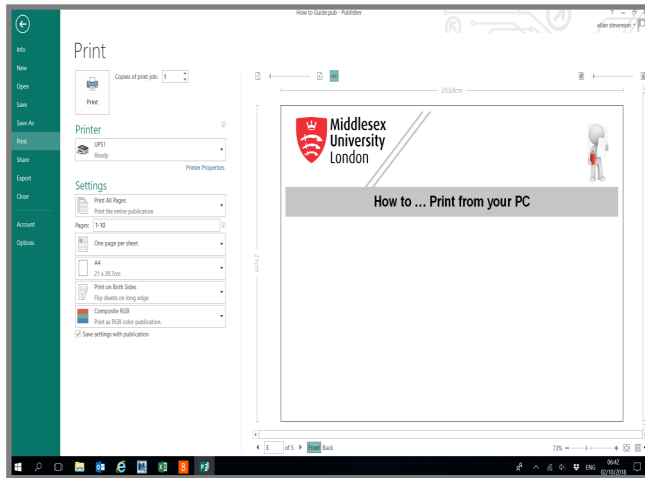 How to Guide.pub - Publisher
allan stevenson
Info
New
Open
Save
Save As
Print
Share
Export
Close
Account
Options
Print
Print
Copies of print job: 1
Printer
UPS1
Ready
Printer Properties
Settings
Print All Pages
Print the entire publication
Pages: 1-10
One page per sheet
A4
21 x 29.7cm
Print on Both Sides
Flip sheets on long edge
Composite RGB
Print as RGB color publication.
Save settings with publication
29.69cm
21cm
Middlesex
University
London
How to ... Print from your PC
3 of 5 Front Back
73%
ENG
06:42
02/10/2018